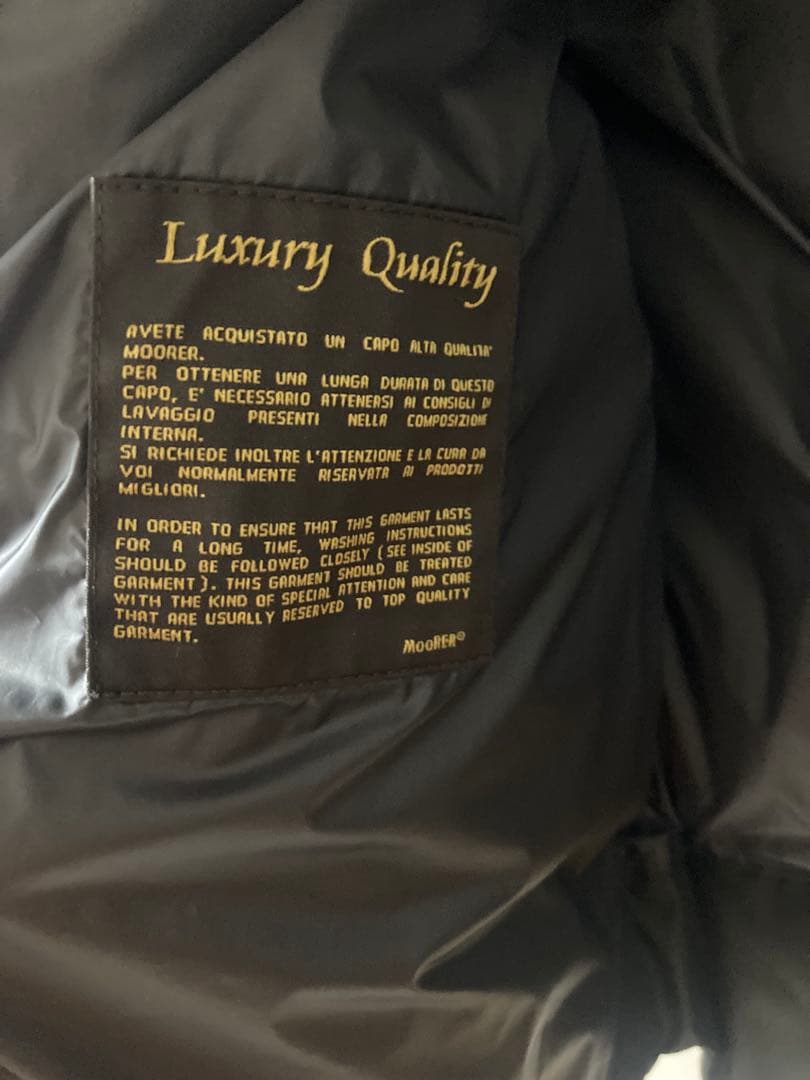 Luxury Quality
AVETE ACQUISTATO UN CAPO ALTA QUALITA'
MOORER.
PER OTTENERE UNA LUNGA DURATA DI QUESTO
CAPO, E' NECESSARIO ATTENERSI AI CONSIGLI DI
LAVAGGIO PRESENTI NELLA COMPOSIZIONE
INTERNA.
SI RICHIEDE INOLTRE L'ATTENZIONE E LA CURA DA
VOI NORMALMENTE RISERVATA AI PRODOTTI
MIGLIORI.
IN ORDER TO ENSURE THAT THIS GARMENT LASTS
FOR A LONG TIME, WASHING INSTRUCTIONS
SHOULD BE FOLLOWED CLOSELY (SEE INSIDE OF
GARMENT). THIS GARMENT SHOULD BE TREATED
WITH THE KIND OF SPECIAL ATTENTION AND CARE
THAT ARE USUALLY RESERVED TO TOP QUALITY
GARMENT.
MooRER®